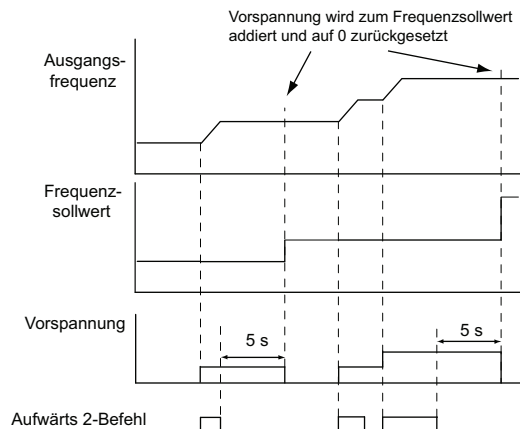 Vorspannung wird zum Frequenzsollwert
addiert und auf 0 zurückgesetzt
Ausgangs-
frequenz
Frequenz-
sollwert
Vorspannung
5 s
5 s
Aufwärts 2-Befehl